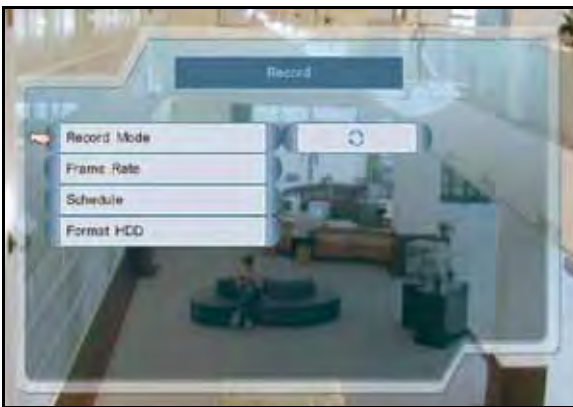 Record
Record Mode
Frame Rate
Schedule
Format HDD